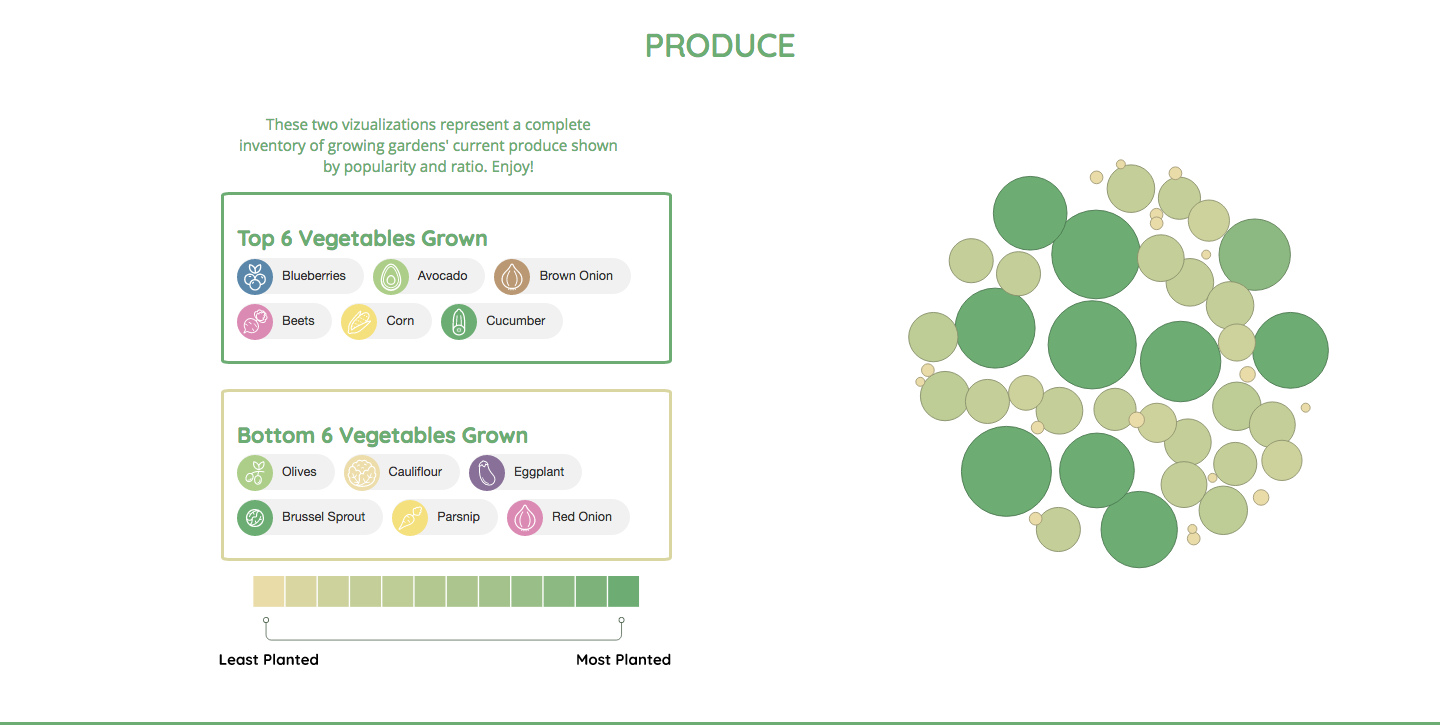 PRODUCE
These two vizualizations represent a complete
inventory of growing gardens' current produce shown
by popularity and ratio. Enjoy!
Top 6 Vegetables Grown
Blueberries Avocado Brown Onion
Beets Corn Cucumber
Bottom 6 Vegetables Grown
Olives Cauliflour Eggplant
Brussel Sprout Parsnip Red Onion
Least Planted Most Planted